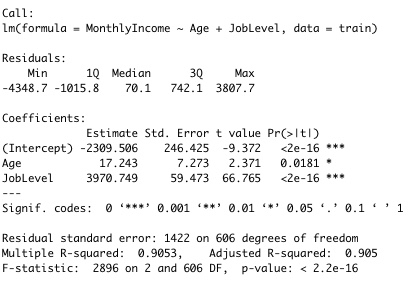 Call:
lm(formula = MonthlyIncome ~ Age + JobLevel, data = train)

Residuals:
    Min      1Q  Median      3Q     Max
-4348.7 -1015.8    70.1   742.1  3807.7

Coefficients:
             Estimate Std. Error t value Pr(>|t|)
(Intercept) -2309.506    246.425  -9.372   <2e-16 ***
Age            17.243      7.273   2.371   0.0181 *
JobLevel     3970.749     59.473  66.765   <2e-16 ***
---
Signif. codes:  0 ‘***’ 0.001 ‘**’ 0.01 ‘*’ 0.05 ‘.’ 0.1 ‘ ’ 1

Residual standard error: 1422 on 606 degrees of freedom
Multiple R-squared:  0.9053,    Adjusted R-squared:  0.905
F-statistic:  2896 on 2 and 606 DF,  p-value: < 2.2e-16